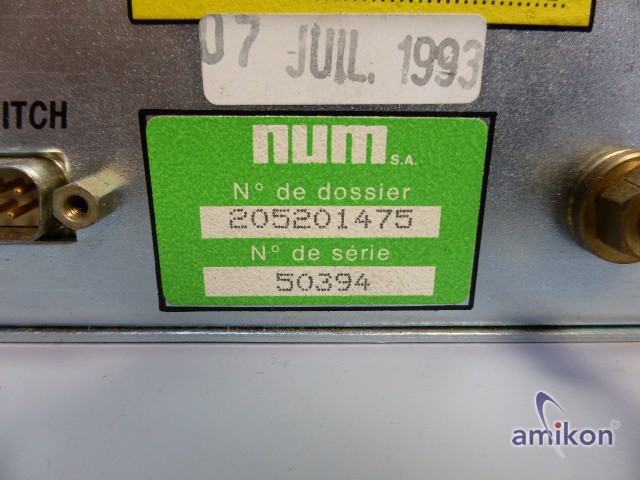 07 JUIL. 1993
ITCH
num S.A.
N° de dossier
205201475
N° de série
50394
amikon®